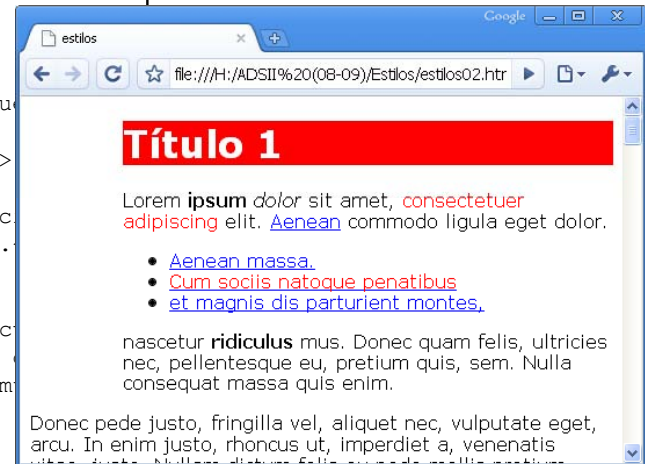 Google
estilos
file:///H:/ADSII%20(08-09)/Estilos/estilos02.htr
Título 1
Lorem ipsum dolor sit amet, consectetuer
adipiscing elit. Aenean commodo ligula eget dolor.
Aenean massa.
Cum sociis natoque penatibus
et magnis dis parturient montes,
nascetur ridiculus mus. Donec quam felis, ultricies
nec, pellentesque eu, pretium quis, sem. Nulla
consequat massa quis enim.
Donec pede justo, fringilla vel, aliquet nec, vulputate eget,
arcu. In enim justo, rhoncus ut, imperdiet a, venenatis